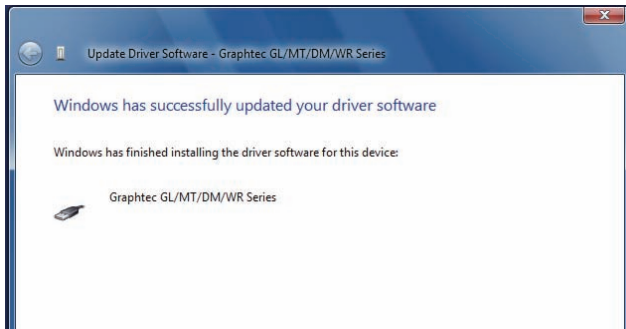 Update Driver Software - Graphtec GL/MT/DM/WR Series
Windows has successfully updated your driver software
Windows has finished installing the driver software for this device:
Graphtec GL/MT/DM/WR Series